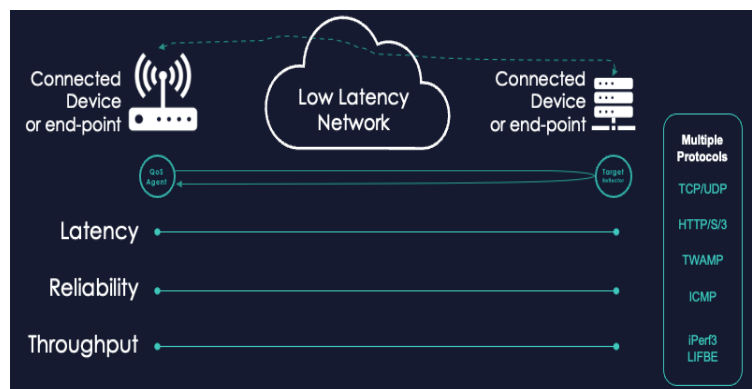 Connected
Device
or end-point
Low Latency
Network
Connected
Device
or end-point
QoS
Agent
Target
Reflector
Latency
Reliability
Throughput
Multiple
Protocols
TCP/UDP
HTTP/S/3
TWAMP
ICMP
iPerf3
LIFBE